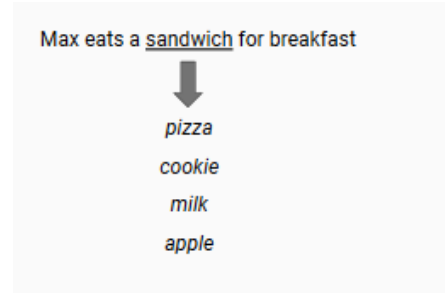 Max eats a sandwich for breakfast
pizza
cookie
milk
apple